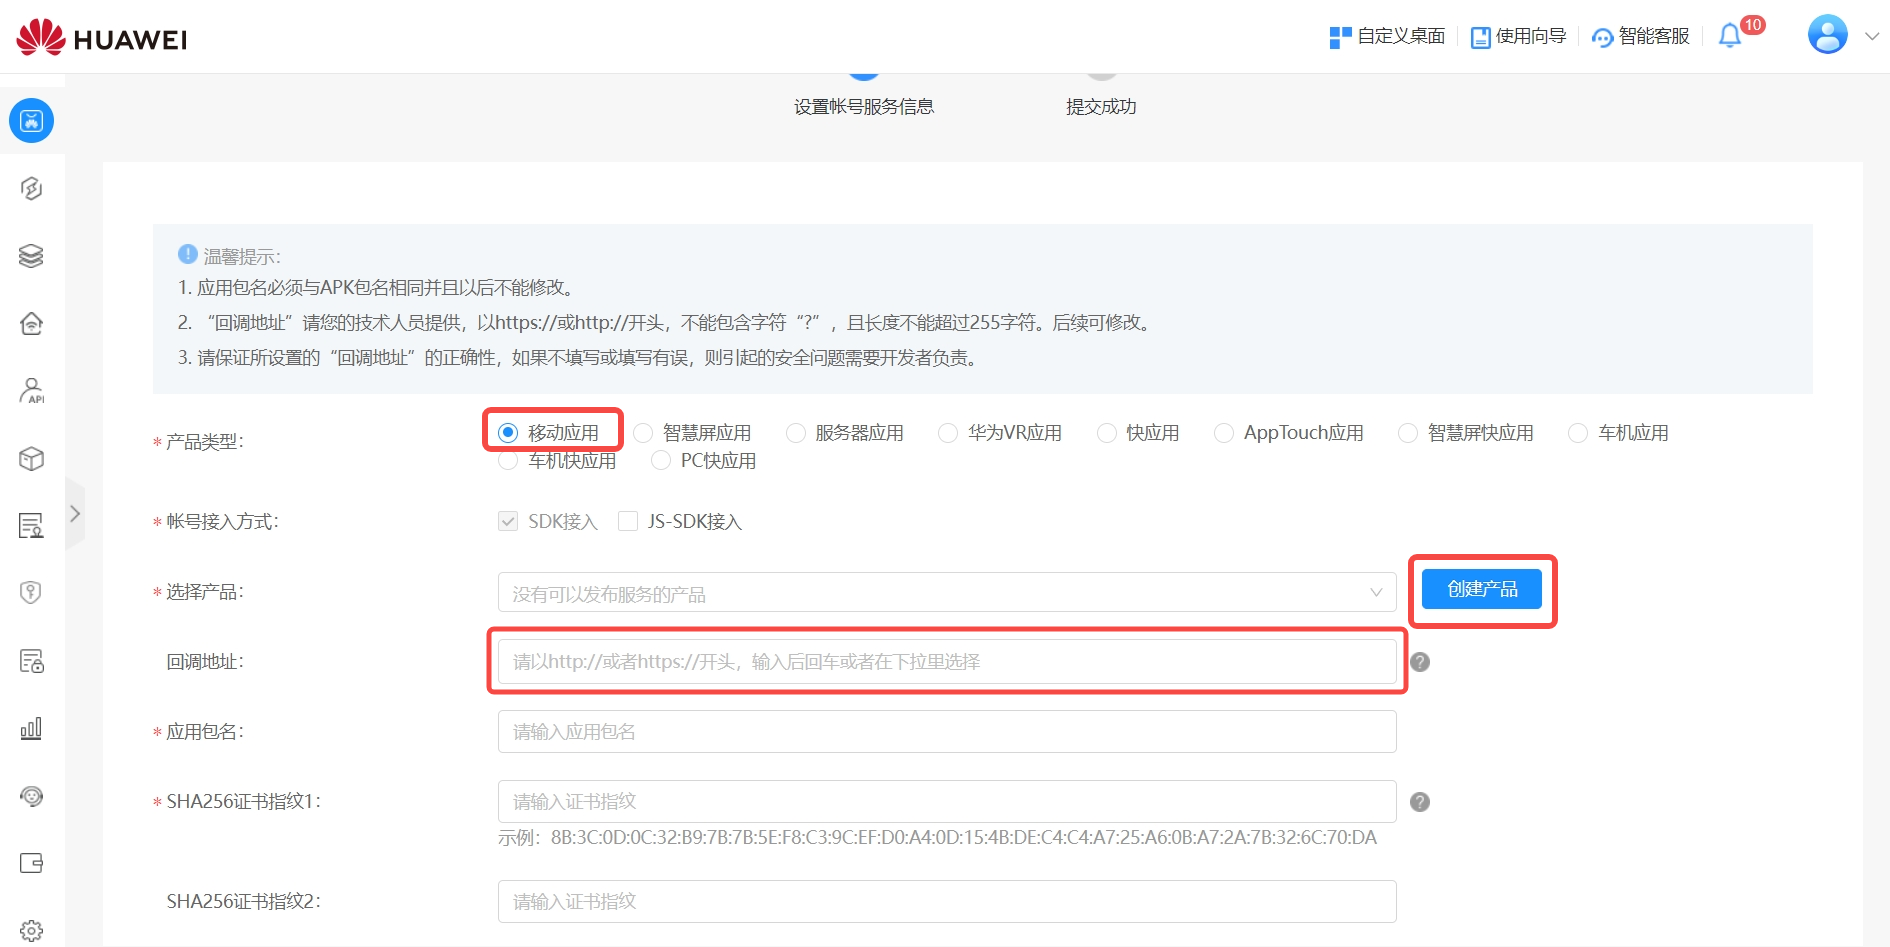 HUAWEI
自定义桌面
使用向导
智能客服
10
设置帐号服务信息
提交成功
温馨提示：
1. 应用包名必须与APK包名相同并且以后不能修改。
2. “回调地址”请您的技术人员提供，以https://或http://开头，不能包含字符“?”，且长度不能超过255字符。后续可修改。
3. 请保证所设置的“回调地址”的正确性，如果不填写或填写有误，则引起的安全问题需要开发者负责。
* 产品类型：
移动应用 智慧屏应用 服务器应用 华为VR应用 快应用 AppTouch应用 智慧屏快应用 车机应用
车机快应用 PC快应用
* 帐号接入方式：
SDK接入 JS-SDK接入
* 选择产品：
没有可以发布服务的产品
创建产品
回调地址：
请以http://或者https://开头，输入后回车或者在下拉里选择
?
* 应用包名：
请输入应用包名
* SHA256证书指纹1：
请输入证书指纹
?
示例：8B:3C:0D:0C:32:B9:7B:7B:5E:F8:C3:9C:EF:D0:A4:0D:15:4B:DE:C4:C4:A7:25:A6:0B:A7:2A:7B:32:6C:70:DA
SHA256证书指纹2：
请输入证书指纹
API